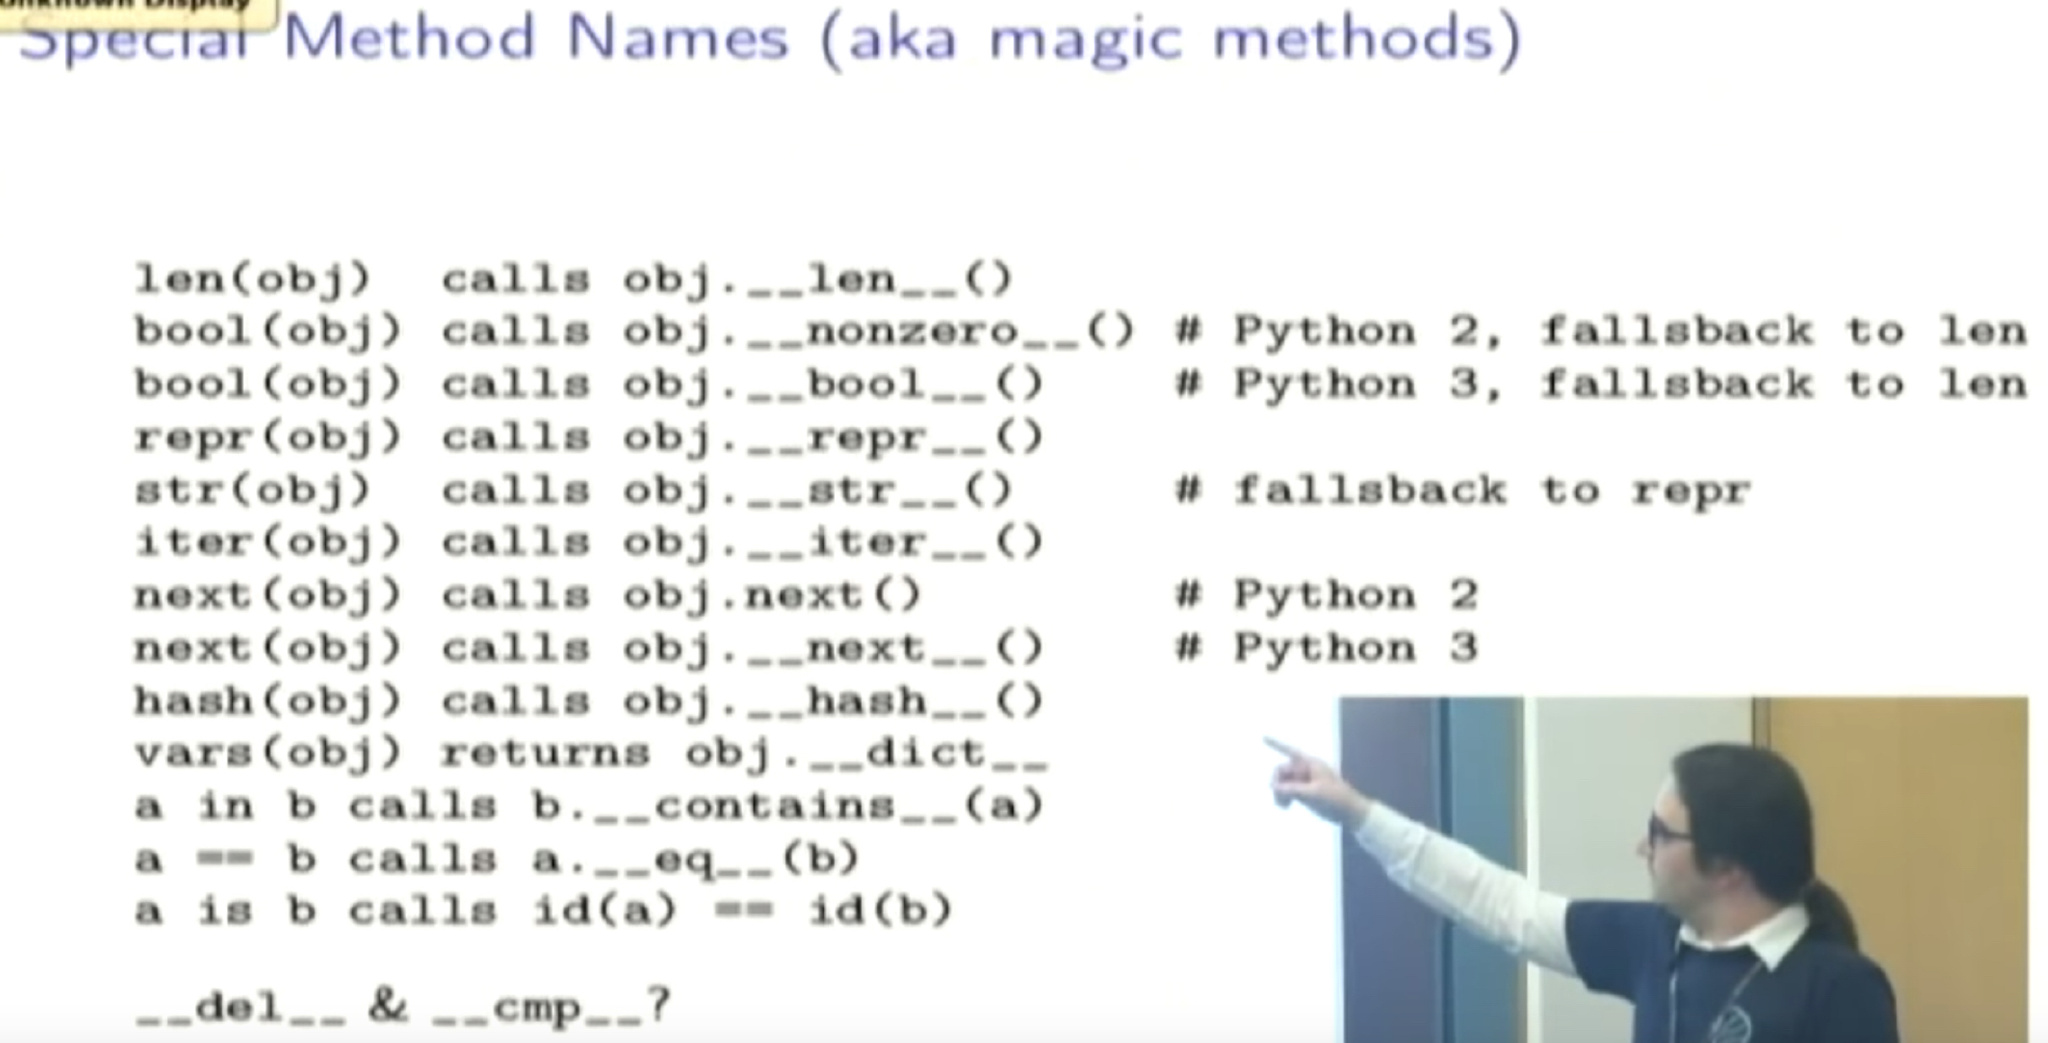 Unknown Display
Special Method Names (aka magic methods)
len(obj) calls obj.__len__()
bool(obj) calls obj.__nonzero__() # Python 2, fallsback to len
bool(obj) calls obj.__bool__() # Python 3, fallsback to len
repr(obj) calls obj.__repr__()
str(obj) calls obj.__str__() # fallsback to repr
iter(obj) calls obj.__iter__()
next(obj) calls obj.next() # Python 2
next(obj) calls obj.__next__() # Python 3
hash(obj) calls obj.__hash__()
vars(obj) returns obj.__dict__
a in b calls b.__contains__(a)
a == b calls a.__eq__(b)
a is b calls id(a) == id(b)
__del__ & __cmp__?